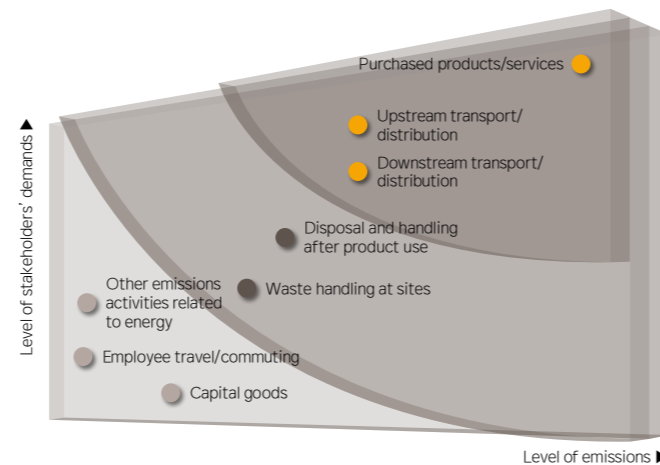 Purchased products/services
Upstream transport/
distribution
Downstream transport/
distribution
Disposal and handling
after product use
Other emissions
activities related
to energy
Waste handling at sites
Employee travel/commuting
Capital goods
Level of stakeholders' demands ▲
Level of emissions ▶